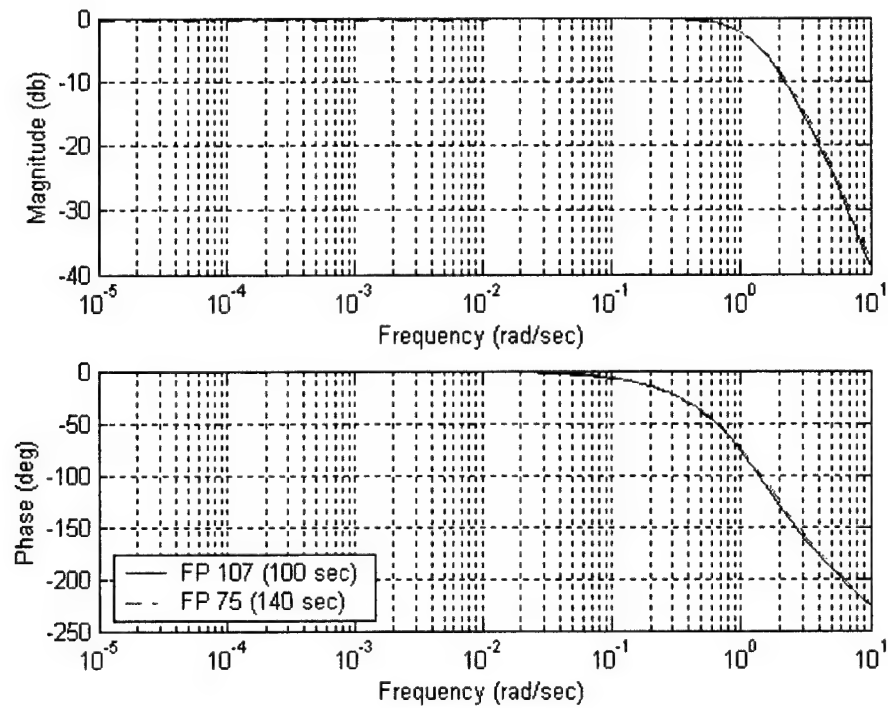 0
-10
-20
-30
-40
Magnitude (db)
10^-5 10^-4 10^-3 10^-2 10^-1 10^0 10^1
Frequency (rad/sec)
0
-50
-100
-150
-200
-250
Phase (deg)
FP 107 (100 sec)
FP 75 (140 sec)
10^-5 10^-4 10^-3 10^-2 10^-1 10^0 10^1
Frequency (rad/sec)